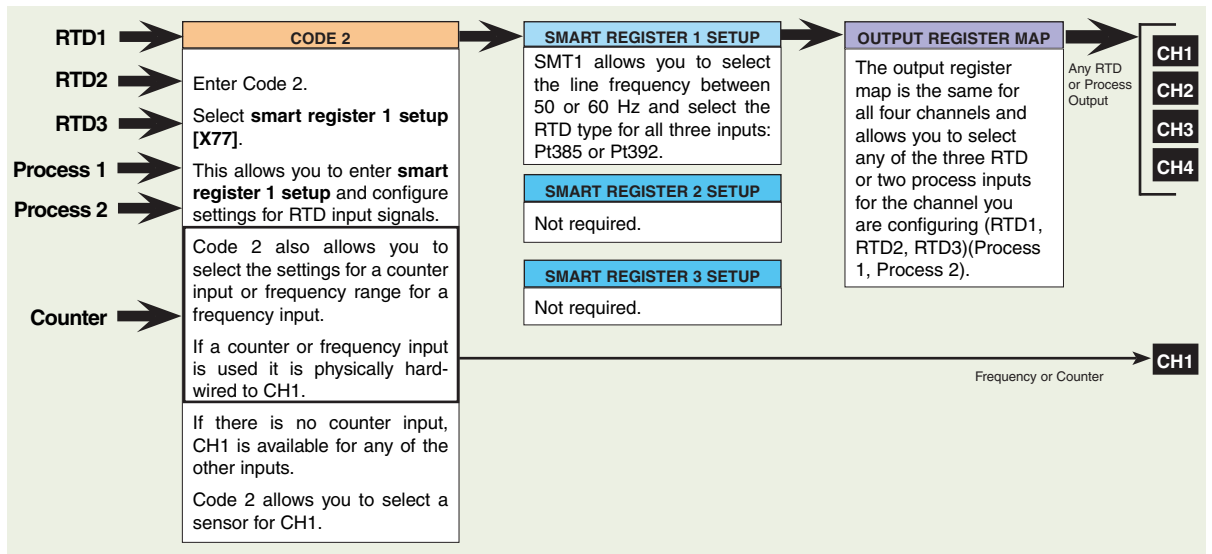 RTD1
RTD2
RTD3
Process 1
Process 2
Counter
CODE 2
Enter Code 2.
Select smart register 1 setup
[X77].
This allows you to enter smart
register 1 setup and configure
settings for RTD input signals.
Code 2 also allows you to
select the settings for a counter
input or frequency range for a
frequency input.
If a counter or frequency input
is used it is physically hard-
wired to CH1.
If there is no counter input,
CH1 is available for any of the
other inputs.
Code 2 allows you to select a
sensor for CH1.
SMART REGISTER 1 SETUP
SMT1 allows you to select
the line frequency between
50 or 60 Hz and select the
RTD type for all three inputs:
Pt385 or Pt392.
SMART REGISTER 2 SETUP
Not required.
SMART REGISTER 3 SETUP
Not required.
OUTPUT REGISTER MAP
The output register
map is the same for
all four channels and
allows you to select
any of the three RTD
or two process inputs
for the channel you
are configuring (RTD1,
RTD2, RTD3)(Process
1, Process 2).
Any RTD
or Process
Output
CH1
CH2
CH3
CH4
Frequency or Counter
CH1